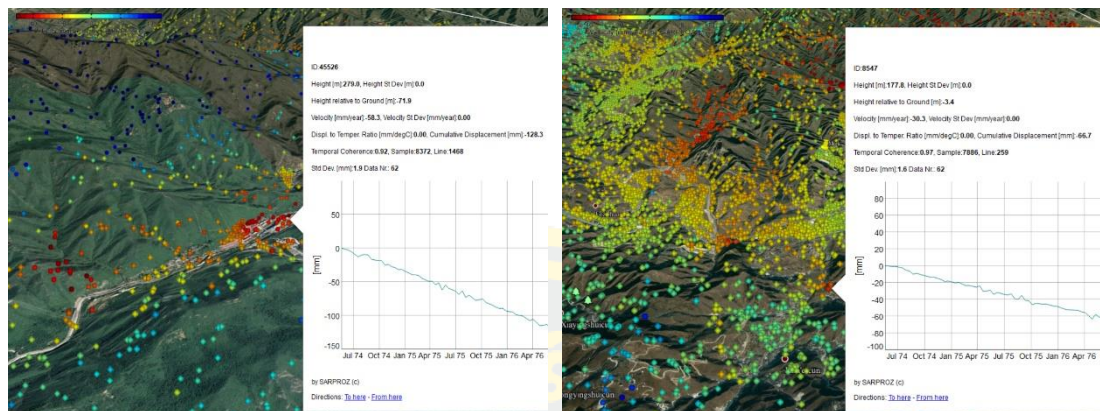 ID:45526
Height [m]:279.0, Height St Dev [m]:0.0
Height relative to Ground [m]:-71.9
Velocity [mm/year]:-58.3, Velocity St Dev [mm/year]:0.00
Displ. to Temper. Ratio [mm/degC]:0.00, Cumulative Displacement [mm]:-128.3
Temporal Coherence:0.92, Sample:8372, Line:1468
Std Dev. [mm]:1.9 Data Nr.: 62
50
0
-50
-100
-150
[mm]
Jul 74 Oct 74 Jan 75 Apr 75 Jul 75 Oct 75 Jan 76 Apr 76
by SARPROZ (c)
Directions: To here - From here
ID:8547
Height [m]:177.8, Height St Dev [m]:0.0
Height relative to Ground [m]:-3.4
Velocity [mm/year]:-30.3, Velocity St Dev [mm/year]:0.00
Displ. to Temper. Ratio [mm/degC]:0.00, Cumulative Displacement [mm]:-66.7
Temporal Coherence:0.97, Sample:7886, Line:259
Std Dev. [mm]:1.6 Data Nr.: 62
80
60
40
20
0
-20
-40
-60
-80
-100
[mm]
Jul 74 Oct 74 Jan 75 Apr 75 Jul 75 Oct 75 Jan 76 Apr 76
by SARPROZ (c)
Directions: To here - From here